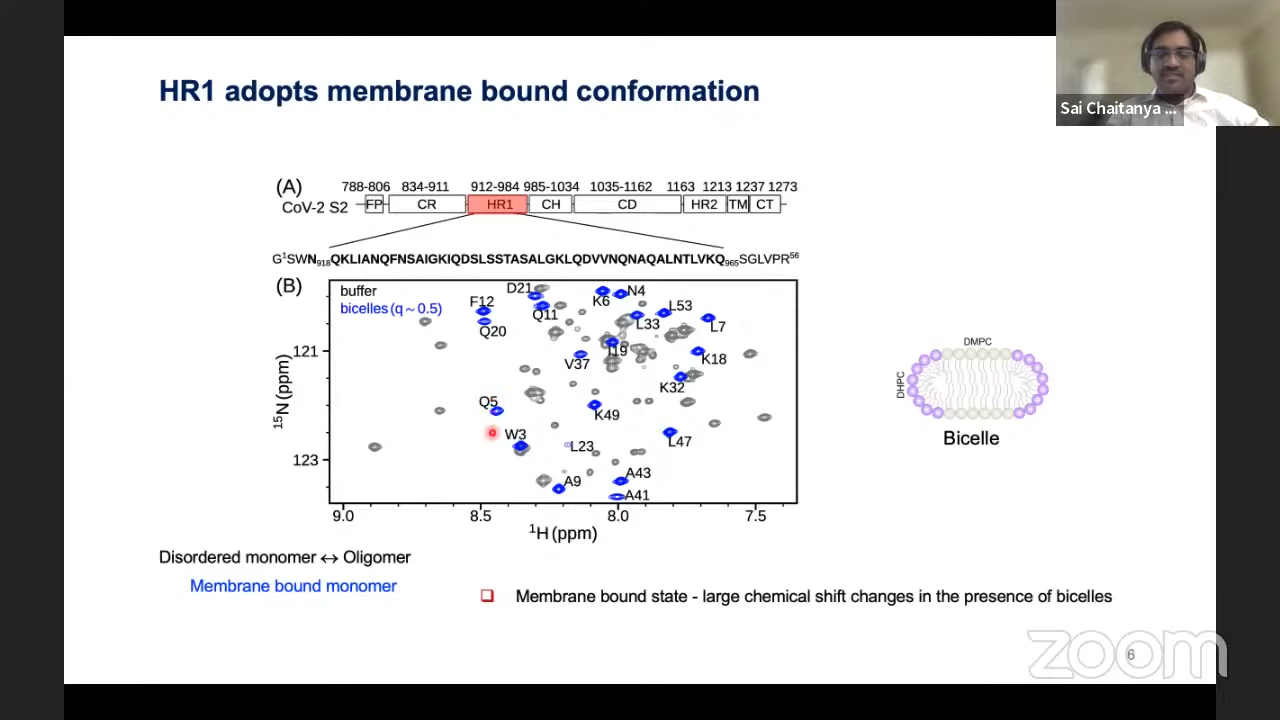 HR1 adopts membrane bound conformation
Sai Chaitanya ...
(A)
788-806 834-911 912-984 985-1034 1035-1162 1163 1213 1237 1273
CoV-2 S2 FP CR HR1 CH CD HR2 TM CT
G¹SWN₉₁₈QKLIANQFNSAIGKIQDSLSSTASALGKLQDVVNQNAQALNTLVKQ₉₆₅SGLVPR⁵⁶
(B)
buffer
bicelles (q ~ 0.5)
D21
K6
N4
F12
Q11
L53
Q20
L33
L7
I19
V37
K18
K32
Q5
K49
W3
L23
L47
A9
A43
A41
121
123
¹⁵N (ppm)
9.0 8.5 8.0 7.5
¹H (ppm)
DMPC
DHPC
Bicelle
Disordered monomer ↔ Oligomer
Membrane bound monomer
Membrane bound state - large chemical shift changes in the presence of bicelles
zoom
6